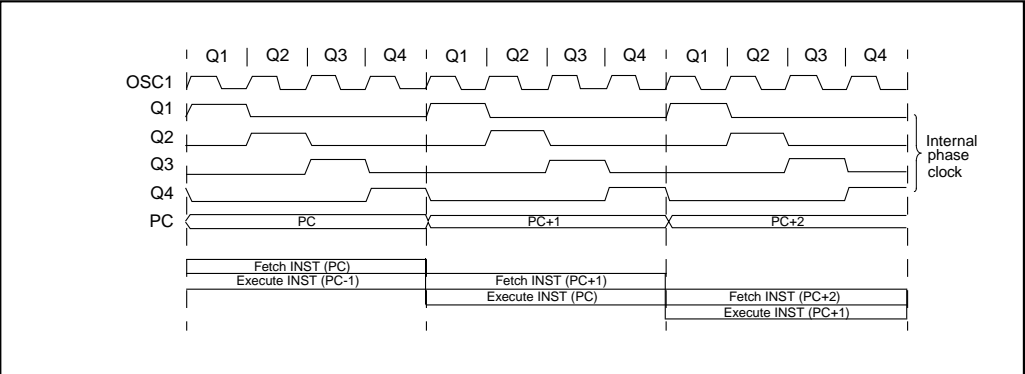 Q1 Q2 Q3 Q4 Q1 Q2 Q3 Q4 Q1 Q2 Q3 Q4
OSC1
Q1
Q2
Q3
Q4
PC
Internal
phase
clock
PC PC+1 PC+2
Fetch INST (PC)
Execute INST (PC-1) Fetch INST (PC+1)
Execute INST (PC) Fetch INST (PC+2)
Execute INST (PC+1)